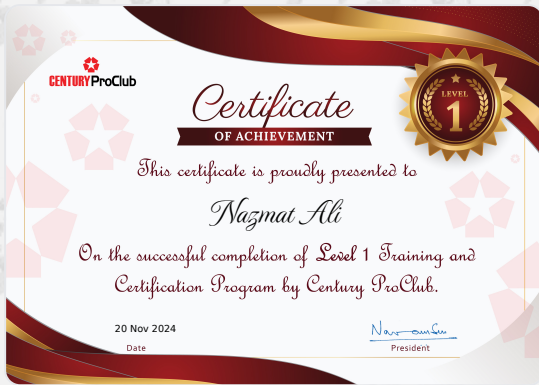 CENTURY ProClub
Certificate
OF ACHIEVEMENT
LEVEL
1
This certificate is proudly presented to
Nazmat Ali
On the successful completion of Level 1 Training and
Certification Program by Century ProClub.
20 Nov 2024
Date
President